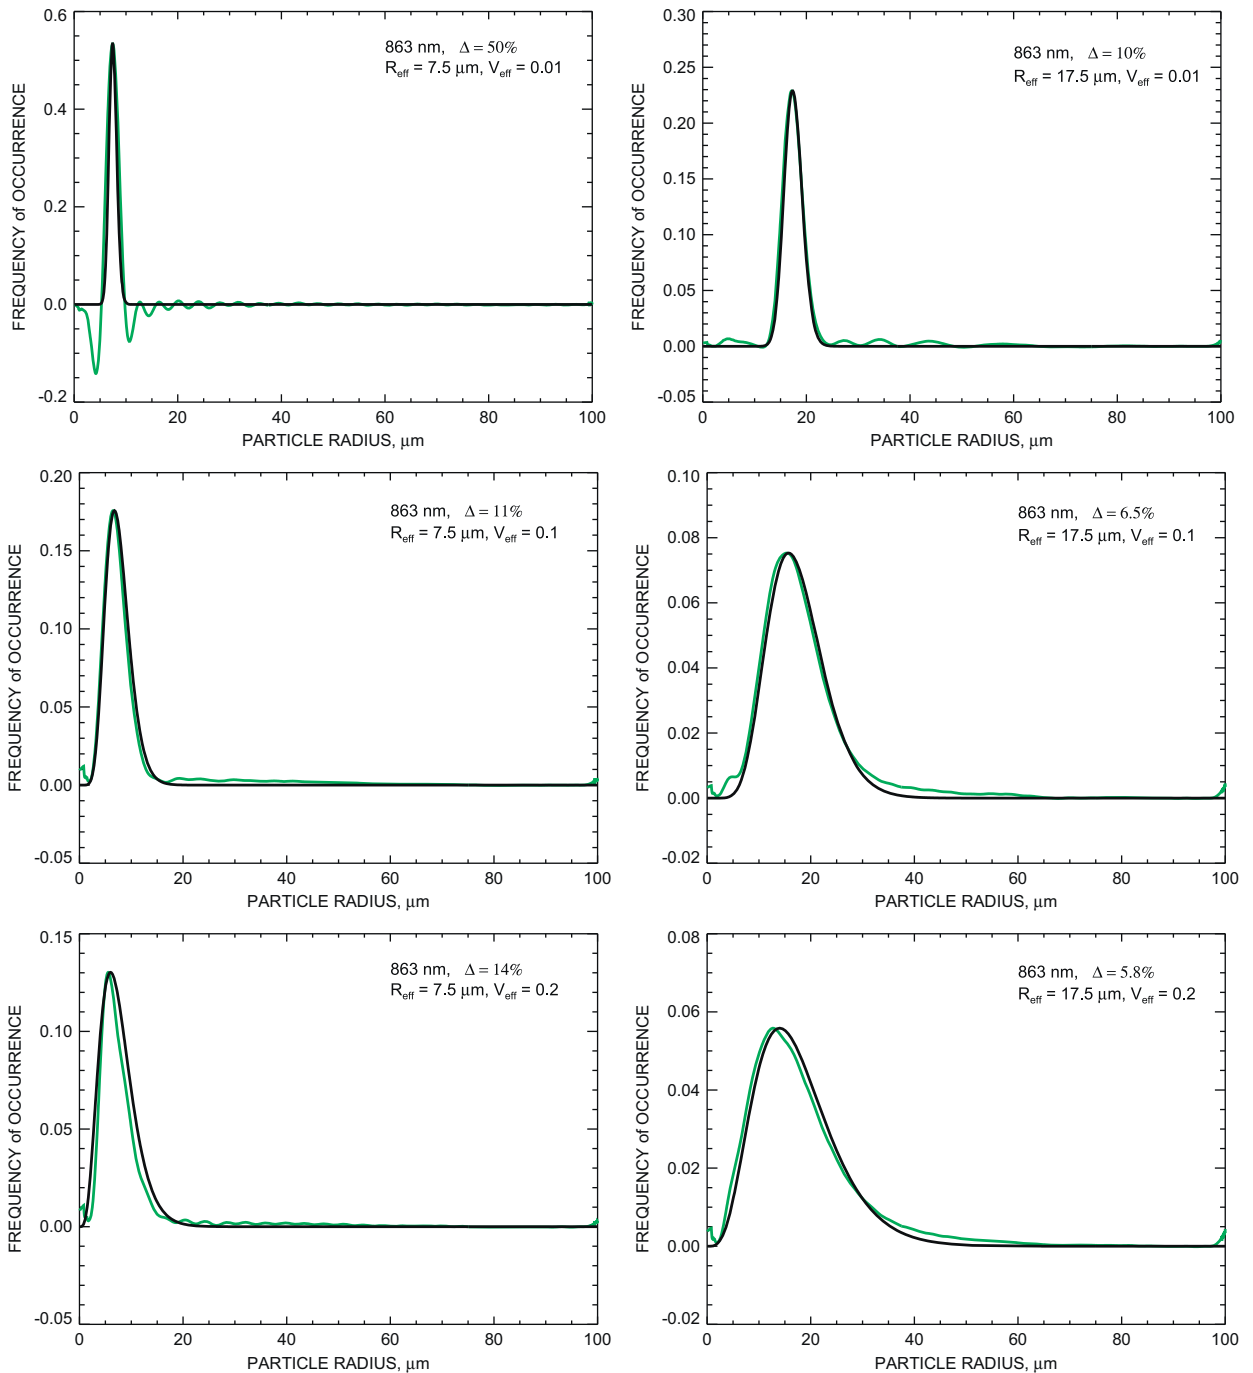 863 nm, Δ = 50%
R_eff = 7.5 μm, V_eff = 0.01
FREQUENCY of OCCURRENCE
0.6
0.4
0.2
0.0
-0.2
0 20 40 60 80 100
PARTICLE RADIUS, μm
863 nm, Δ = 10%
R_eff = 17.5 μm, V_eff = 0.01
FREQUENCY of OCCURRENCE
0.30
0.25
0.20
0.15
0.10
0.05
0.00
-0.05
0 20 40 60 80 100
PARTICLE RADIUS, μm
863 nm, Δ = 11%
R_eff = 7.5 μm, V_eff = 0.1
FREQUENCY of OCCURRENCE
0.20
0.15
0.10
0.05
0.00
-0.05
0 20 40 60 80 100
PARTICLE RADIUS, μm
863 nm, Δ = 6.5%
R_eff = 17.5 μm, V_eff = 0.1
FREQUENCY of OCCURRENCE
0.10
0.08
0.06
0.04
0.02
0.00
-0.02
0 20 40 60 80 100
PARTICLE RADIUS, μm
863 nm, Δ = 14%
R_eff = 7.5 μm, V_eff = 0.2
FREQUENCY of OCCURRENCE
0.15
0.10
0.05
0.00
-0.05
0 20 40 60 80 100
PARTICLE RADIUS, μm
863 nm, Δ = 5.8%
R_eff = 17.5 μm, V_eff = 0.2
FREQUENCY of OCCURRENCE
0.08
0.06
0.04
0.02
0.00
-0.02
0 20 40 60 80 100
PARTICLE RADIUS, μm